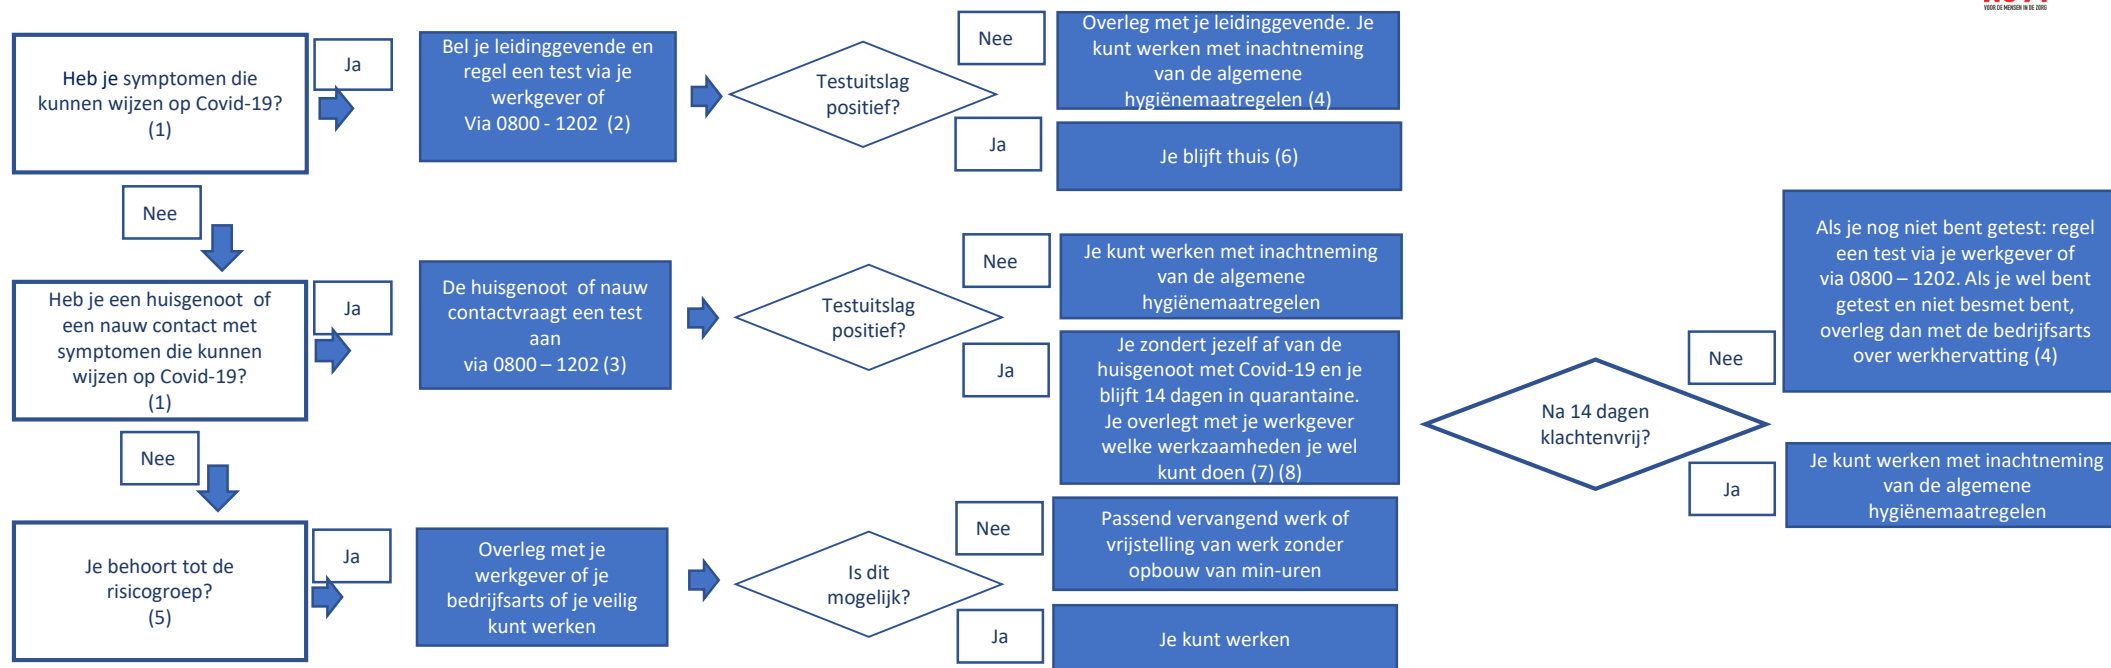 VOOR DE MENSEN IN DE ZORG
Heb je symptomen die
kunnen wijzen op Covid-19?
(1)
Ja
Bel je leidinggevende en
regel een test via je
werkgever of
Via 0800 - 1202 (2)
Testuitslag
positief?
Nee
Overleg met je leidinggevende. Je
kunt werken met inachtneming
van de algemene
hygiënemaatregelen (4)
Ja
Je blijft thuis (6)
Nee
Heb je een huisgenoot of
een nauw contact met
symptomen die kunnen
wijzen op Covid-19?
(1)
Ja
De huisgenoot of nauw
contactvraagt een test
aan
via 0800 – 1202 (3)
Testuitslag
positief?
Nee
Je kunt werken met inachtneming
van de algemene
hygiënemaatregelen
Ja
Je zondert jezelf af van de
huisgenoot met Covid-19 en je
blijft 14 dagen in quarantaine.
Je overlegt met je werkgever
welke werkzaamheden je wel
kunt doen (7) (8)
Na 14 dagen
klachtenvrij?
Nee
Als je nog niet bent getest: regel
een test via je werkgever of
via 0800 – 1202. Als je wel bent
getest en niet besmet bent,
overleg dan met de bedrijfsarts
over werkhervatting (4)
Ja
Je kunt werken met inachtneming
van de algemene
hygiënemaatregelen
Nee
Je behoort tot de
risicogroep?
(5)
Ja
Overleg met je
werkgever of je
bedrijfsarts of je veilig
kunt werken
Is dit
mogelijk?
Nee
Passend vervangend werk of
vrijstelling van werk zonder
opbouw van min-uren
Ja
Je kunt werken